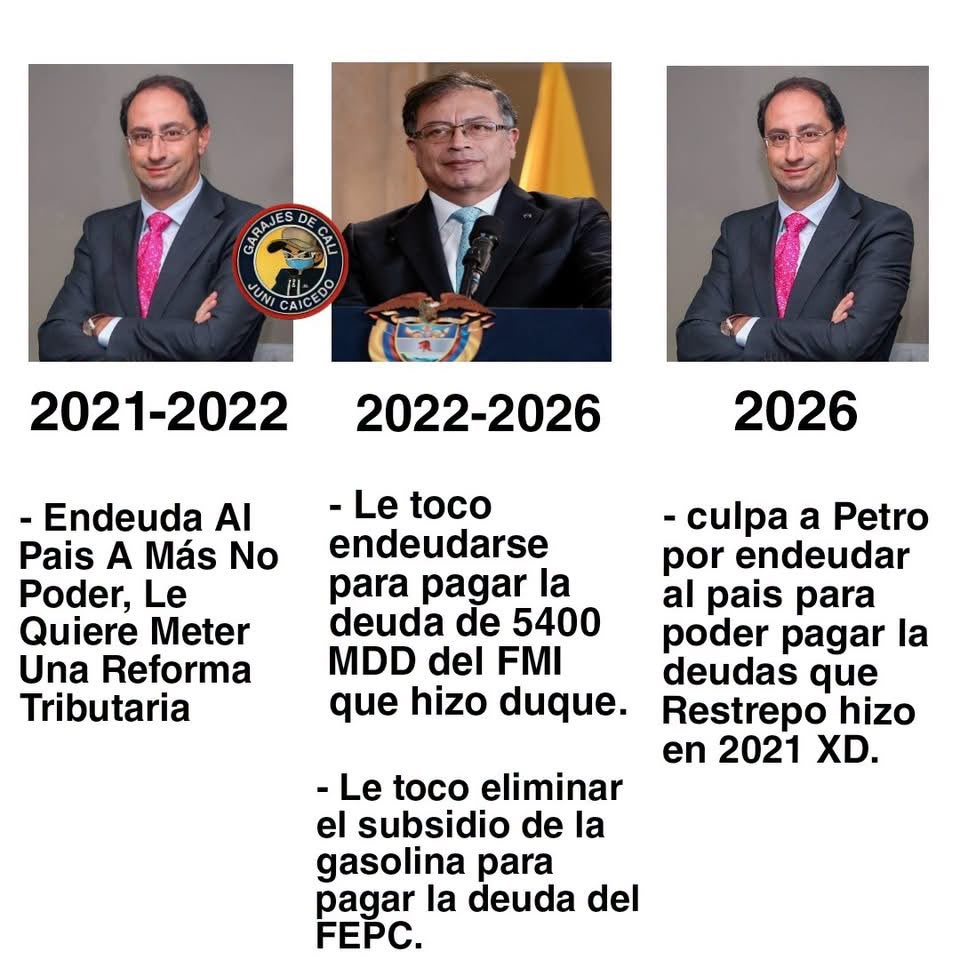 GARAJES DE CALI
JUNI CAICEDO
2021-2022
- Endeuda Al
Pais A Más No
Poder, Le
Quiere Meter
Una Reforma
Tributaria
2022-2026
- Le toco
endeudarse
para pagar la
deuda de 5400
MDD del FMI
que hizo duque.
- Le toco eliminar
el subsidio de la
gasolina para
pagar la deuda del
FEPC.
2026
- culpa a Petro
por endeudar
al pais para
poder pagar la
deudas que
Restrepo hizo
en 2021 XD.